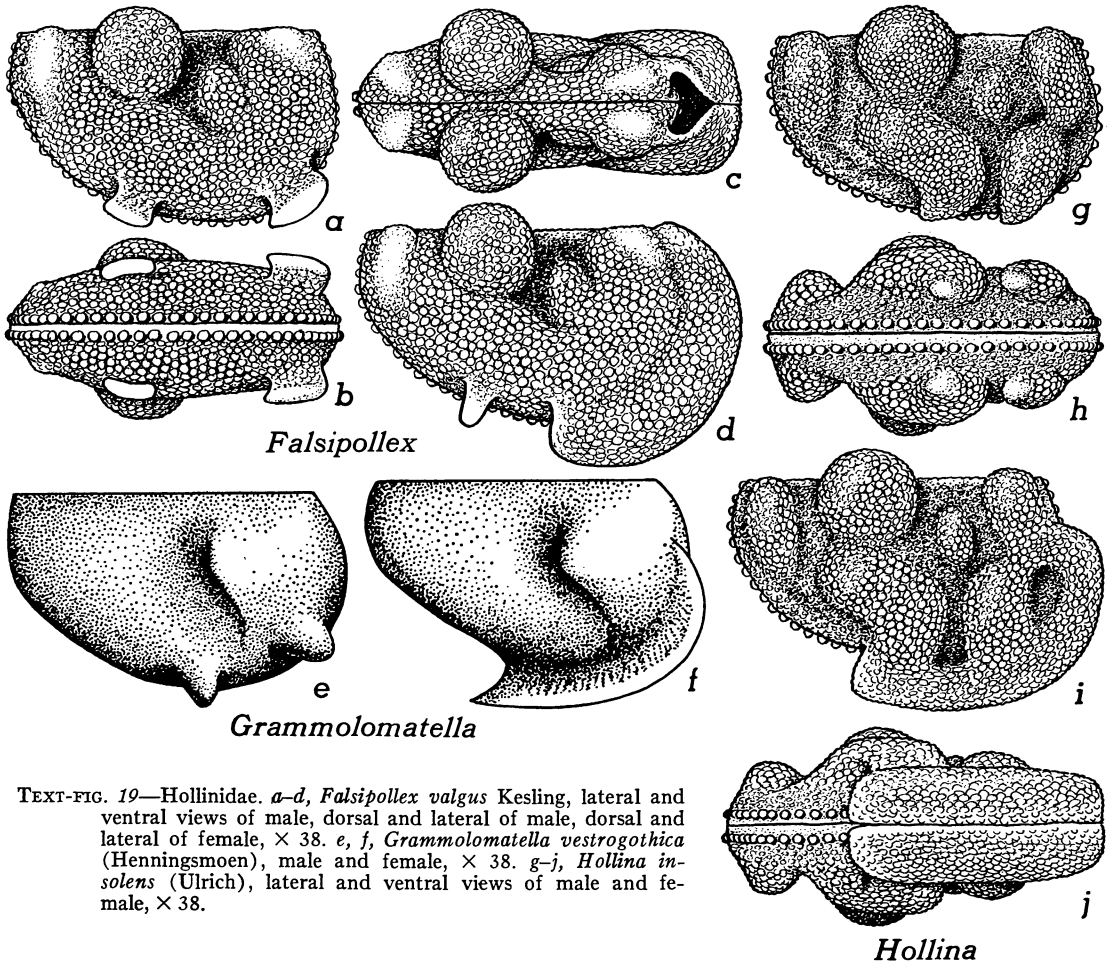 a
b
c
d
Falsipollex
e
f
Grammolomatella
g
h
i
j
Hollina
TEXT-FIG. 19—Hollinidae. a–d, Falsipollex valgus Kesling, lateral and
ventral views of male, dorsal and lateral of male, dorsal and
lateral of female, × 38. e, f, Grammolomatella vestrogothica
(Henningsmoen), male and female, × 38. g–j, Hollina in-
solens (Ulrich), lateral and ventral views of male and fe-
male, × 38.